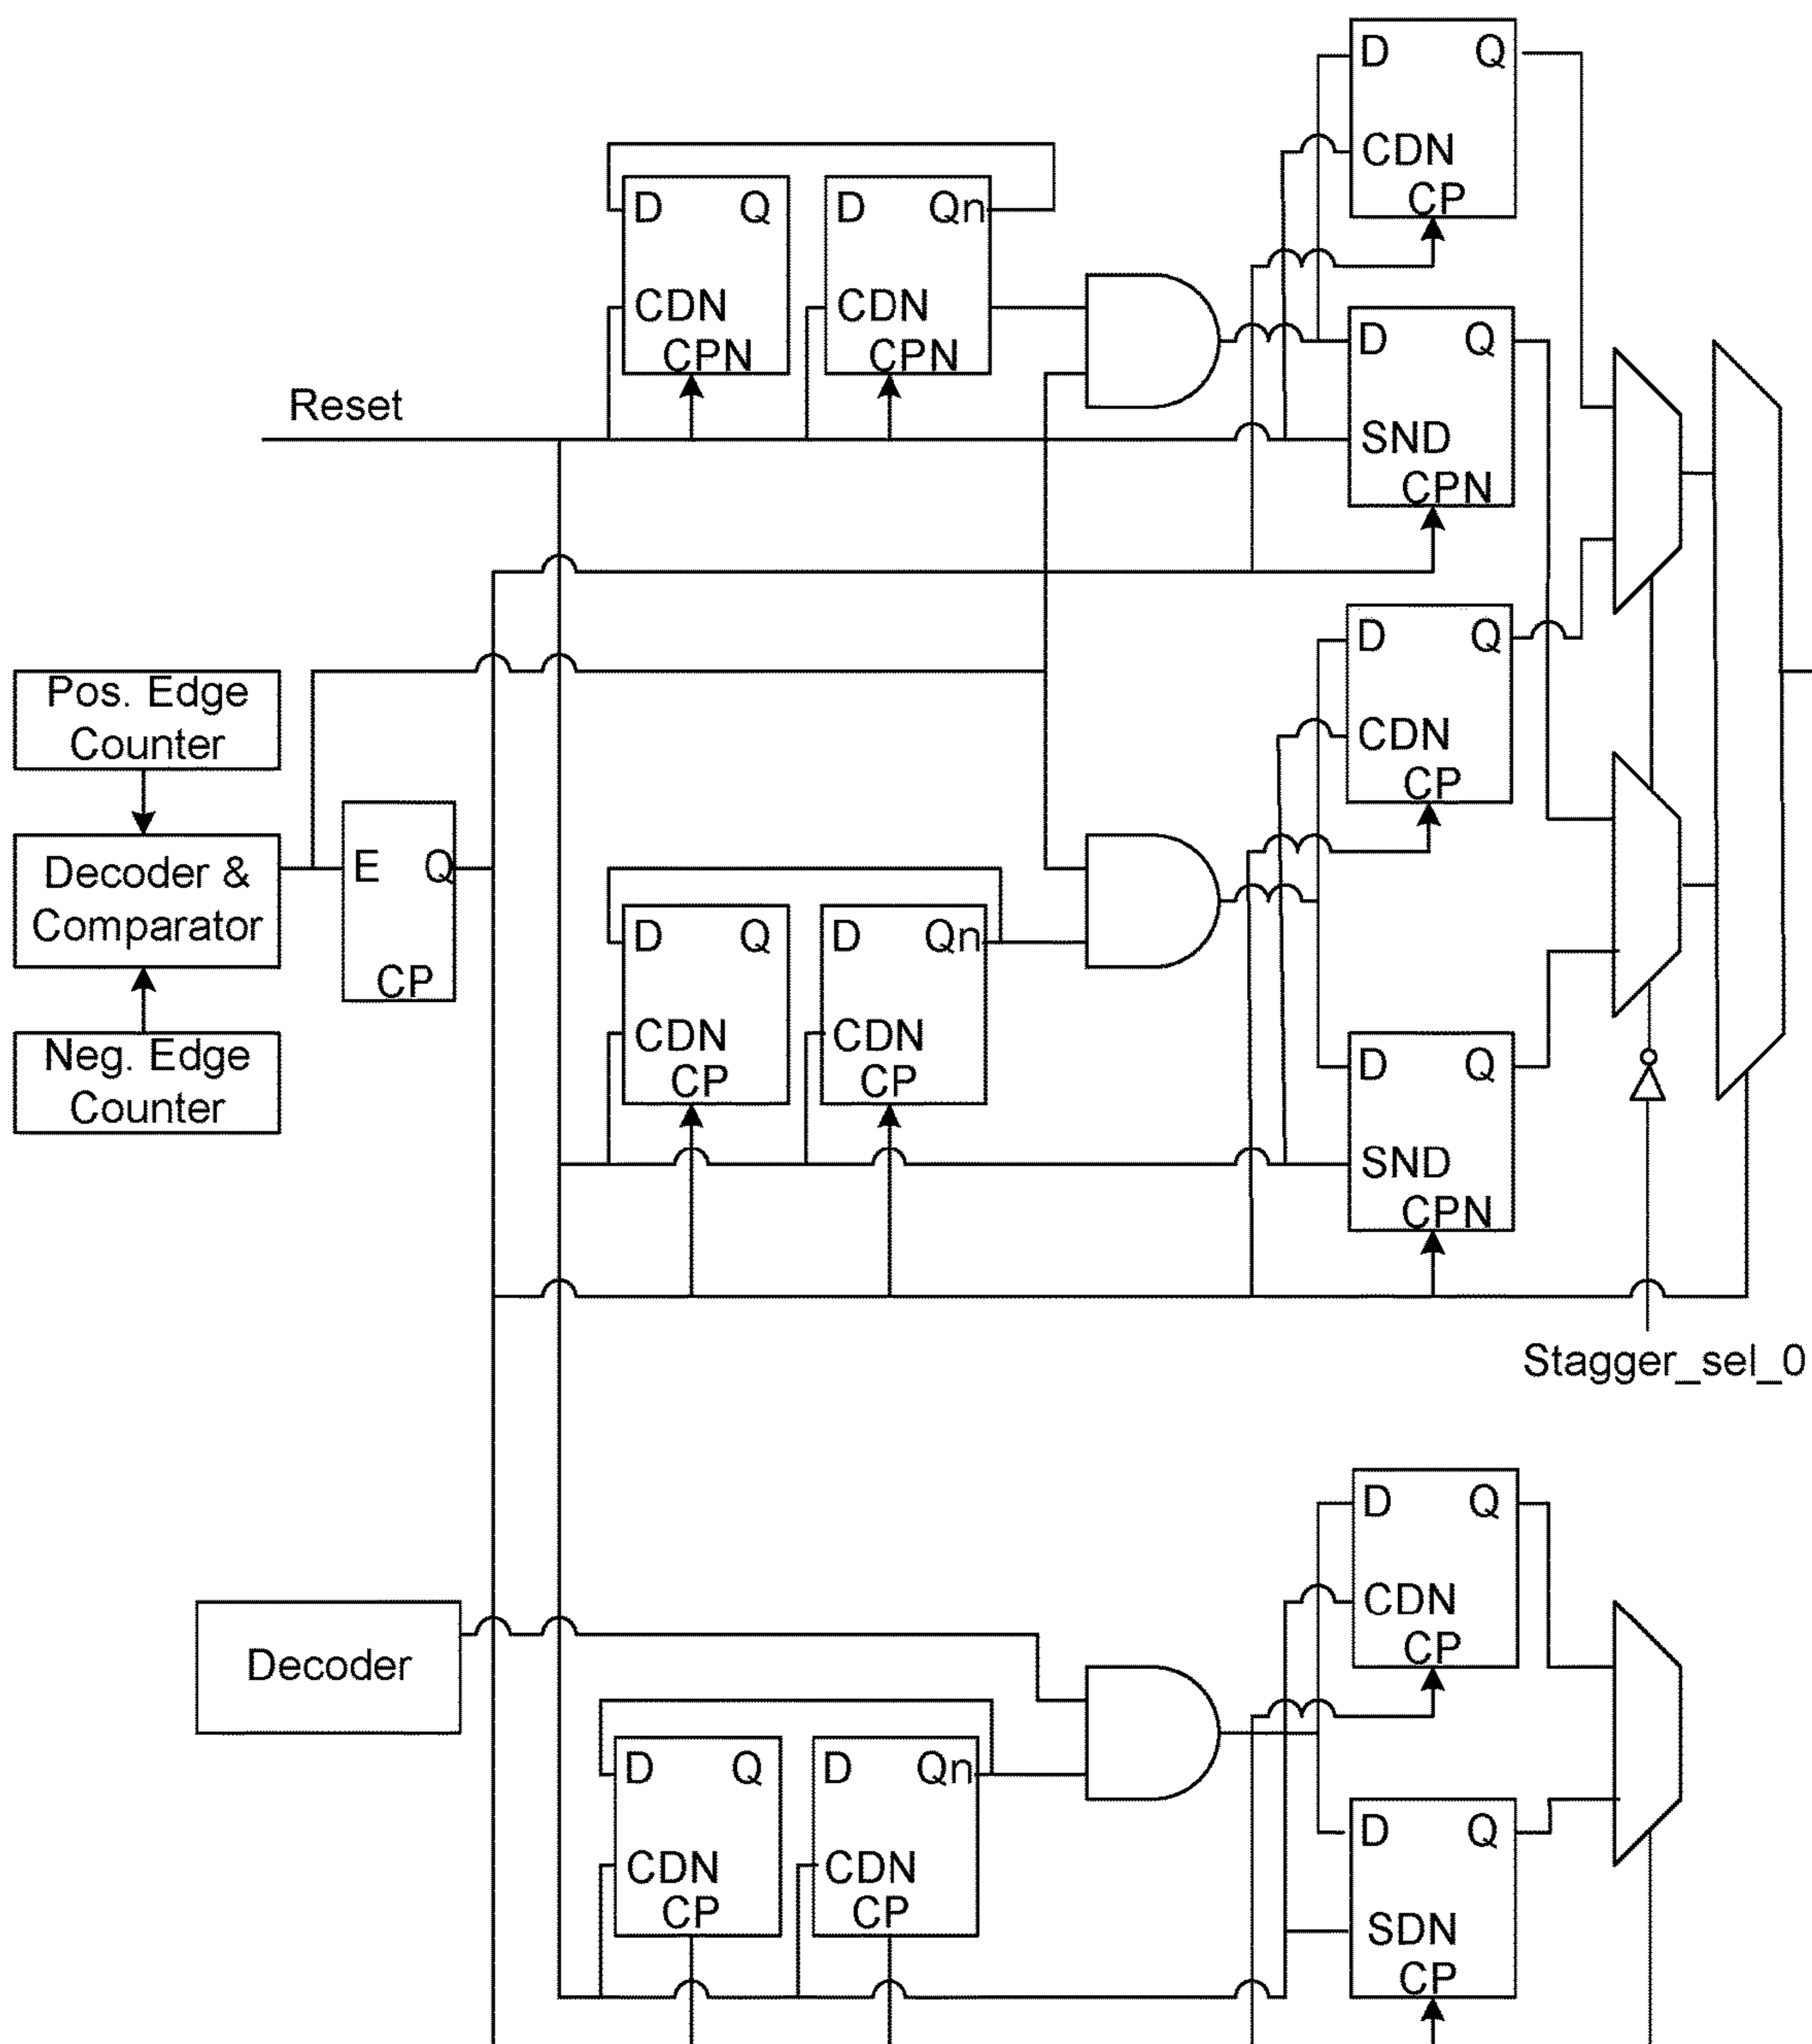 D Q
CDN
CP
D Q
CDN
CPN
D Qn
CDN
CPN
D Q
SND
CPN
Reset
D Q
CDN
CP
Pos. Edge
Counter
Decoder &
Comparator
E Q
CP
Neg. Edge
Counter
D Q
CDN
CP
D Qn
CDN
CP
D Q
SND
CPN
Stagger_sel_0
D Q
CDN
CP
Decoder
D Q
CDN
CP
D Qn
CDN
CP
D Q
SDN
CP